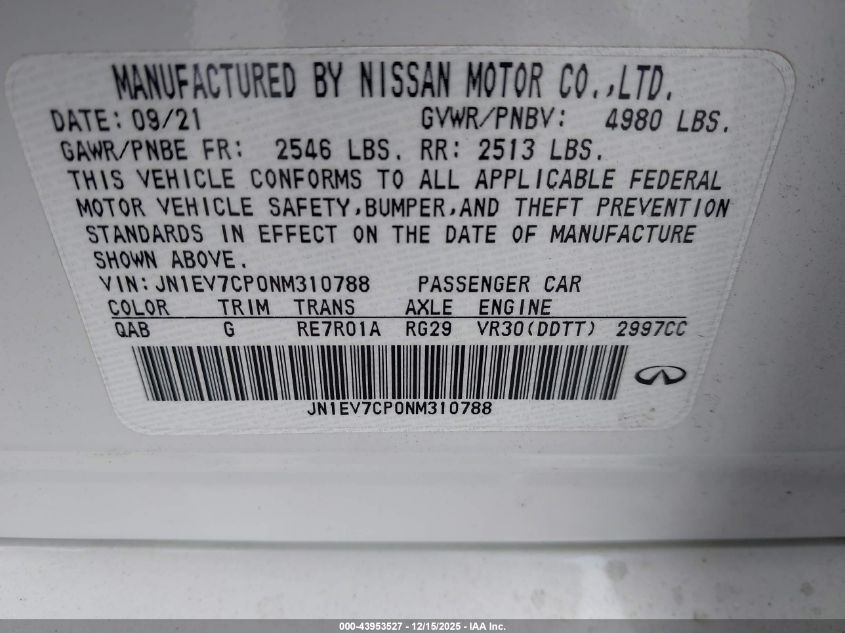 MANUFACTURED BY NISSAN MOTOR CO.,LTD.
DATE: 09/21 GVWR/PNBV: 4980 LBS.
GAWR/PNBE FR: 2546 LBS. RR: 2513 LBS.
THIS VEHICLE CONFORMS TO ALL APPLICABLE FEDERAL
MOTOR VEHICLE SAFETY,BUMPER,AND THEFT PREVENTION
STANDARDS IN EFFECT ON THE DATE OF MANUFACTURE
SHOWN ABOVE.
VIN:JN1EV7CP0NM310788 PASSENGER CAR
COLOR TRIM TRANS AXLE ENGINE
QAB G RE7R01A RG29 VR30(DDTT) 2997CC
JN1EV7CP0NM310788
000-43953527 - 12/15/2025 - IAA Inc.